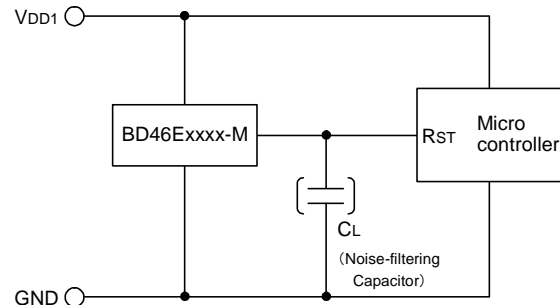 VDD1
BD46Exxxx-M
RST
Micro
controller
CL
(Noise-filtering
Capacitor)
GND